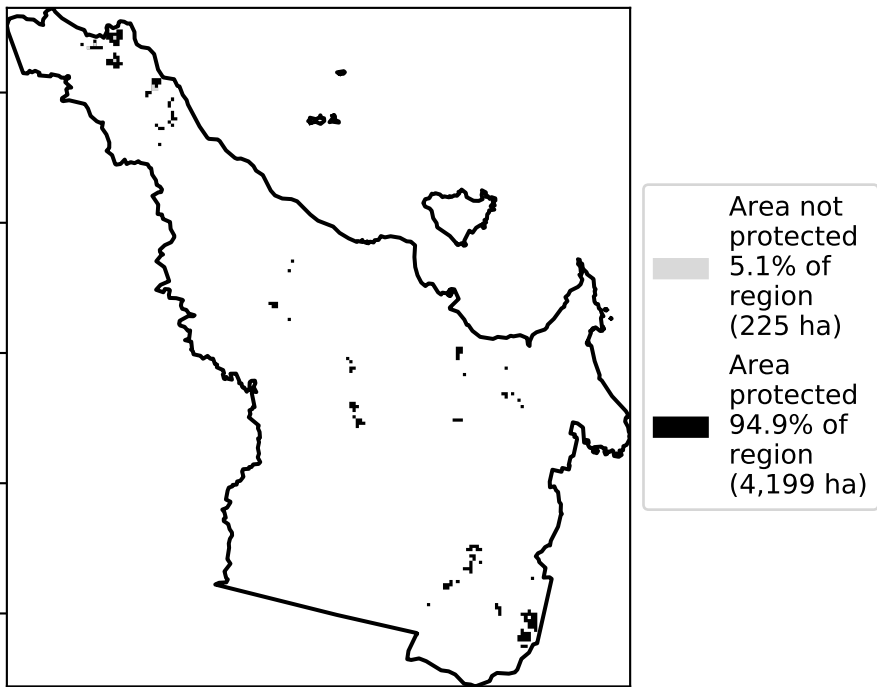 Area not
protected
5.1% of
region
(225 ha)
Area
protected
94.9% of
region
(4,199 ha)